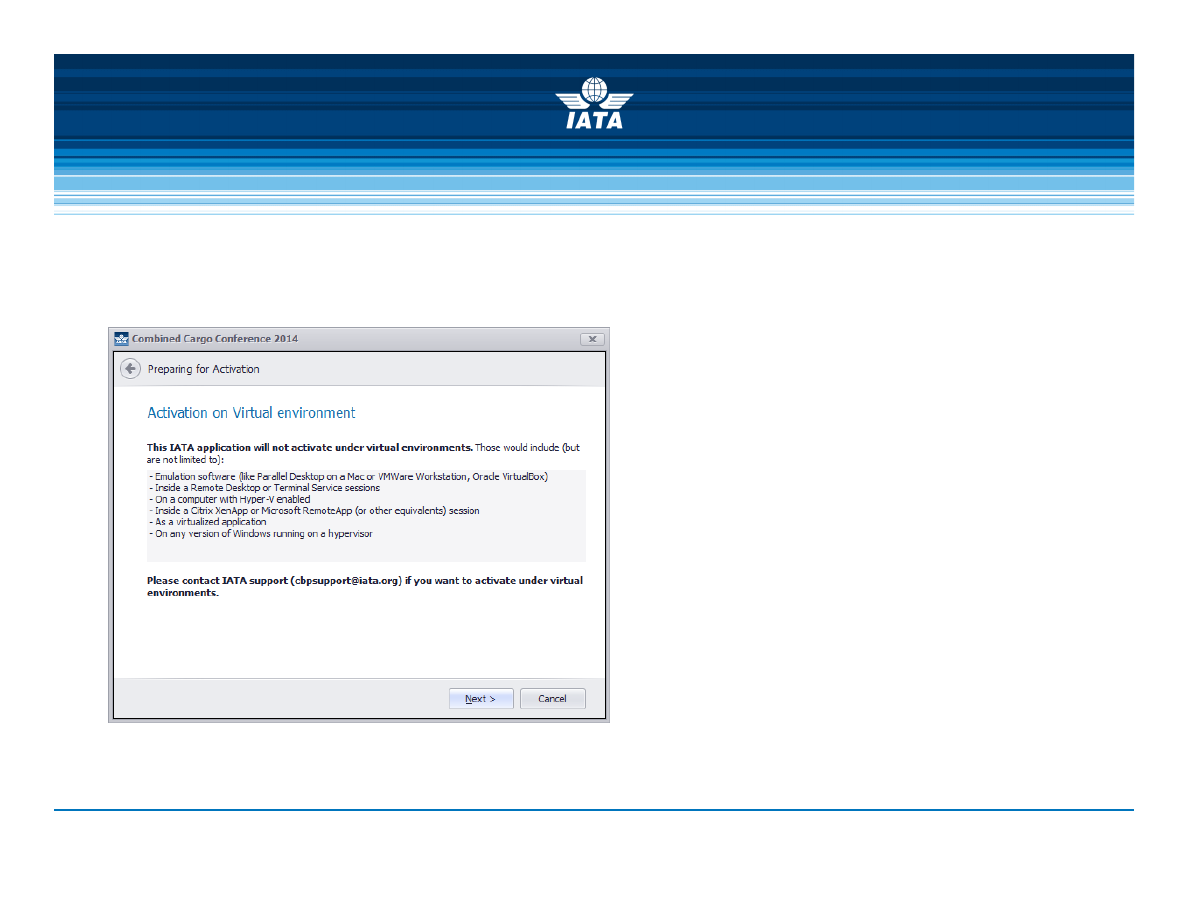 IATA
Combined Cargo Conference 2014
Preparing for Activation
Activation on Virtual environment
This IATA application will not activate under virtual environments. Those would include (but
are not limited to):
- Emulation software (like Parallel Desktop on a Mac or VMWare Workstation, Oracle VirtualBox)
- Inside a Remote Desktop or Terminal Service sessions
- On a computer with Hyper-V enabled
- Inside a Citrix XenApp or Microsoft RemoteApp (or other equivalents) session
- As a virtualized application
- On any version of Windows running on a hypervisor
Please contact IATA support (cbpsupport@iata.org) if you want to activate under virtual
environments.
Next > Cancel